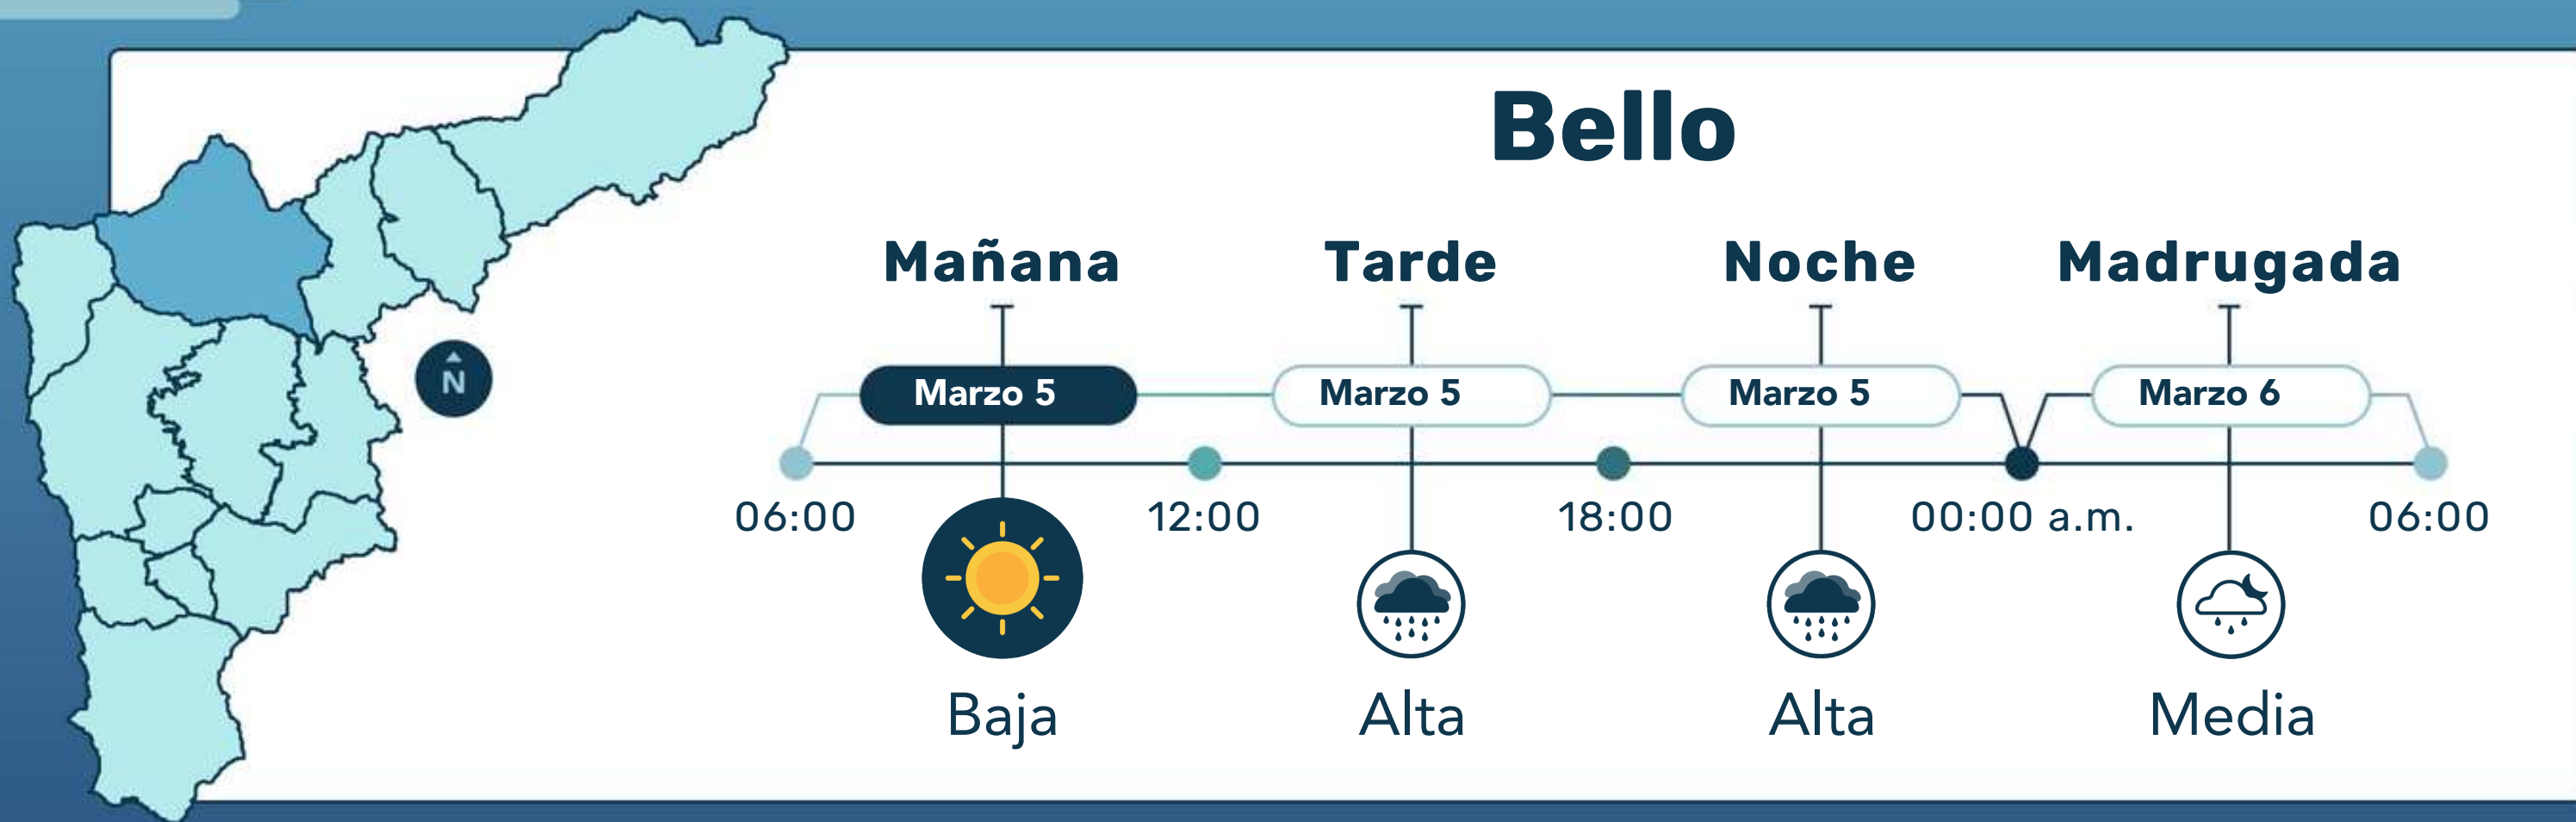 Bello
Mañana Tarde Noche Madrugada
Marzo 5 Marzo 5 Marzo 5 Marzo 6
N
06:00 12:00 18:00 00:00 a.m. 06:00
Baja Alta Alta Media